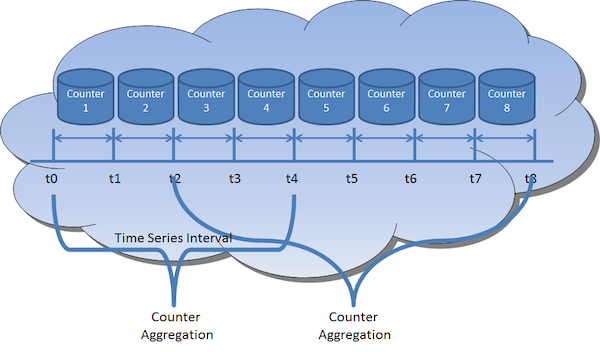 Counter
1
Counter
2
Counter
3
Counter
4
Counter
5
Counter
6
Counter
7
Counter
8
t0
t1
t2
t3
t4
t5
t6
t7
t8
Time Series Interval
Counter
Aggregation
Counter
Aggregation